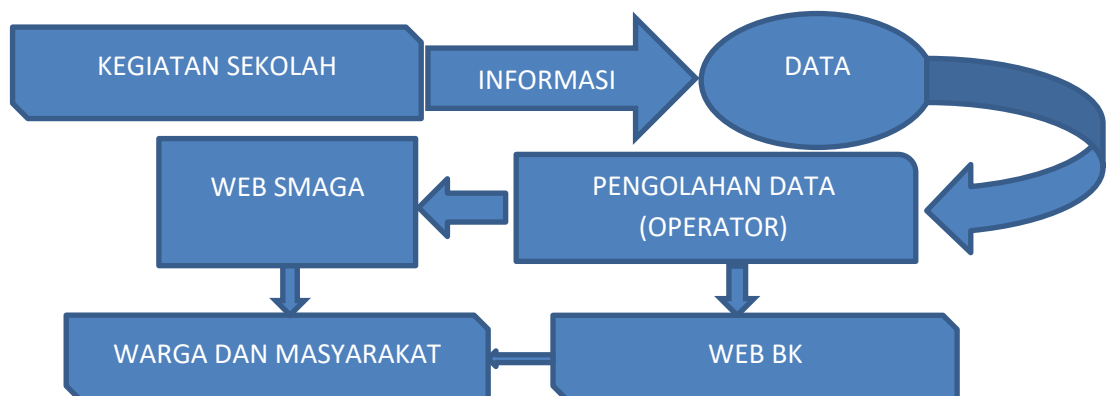 KEGIATAN SEKOLAH
INFORMASI
DATA
WEB SMAGA
PENGOLAHAN DATA
(OPERATOR)
WARGA DAN MASYARAKAT
WEB BK